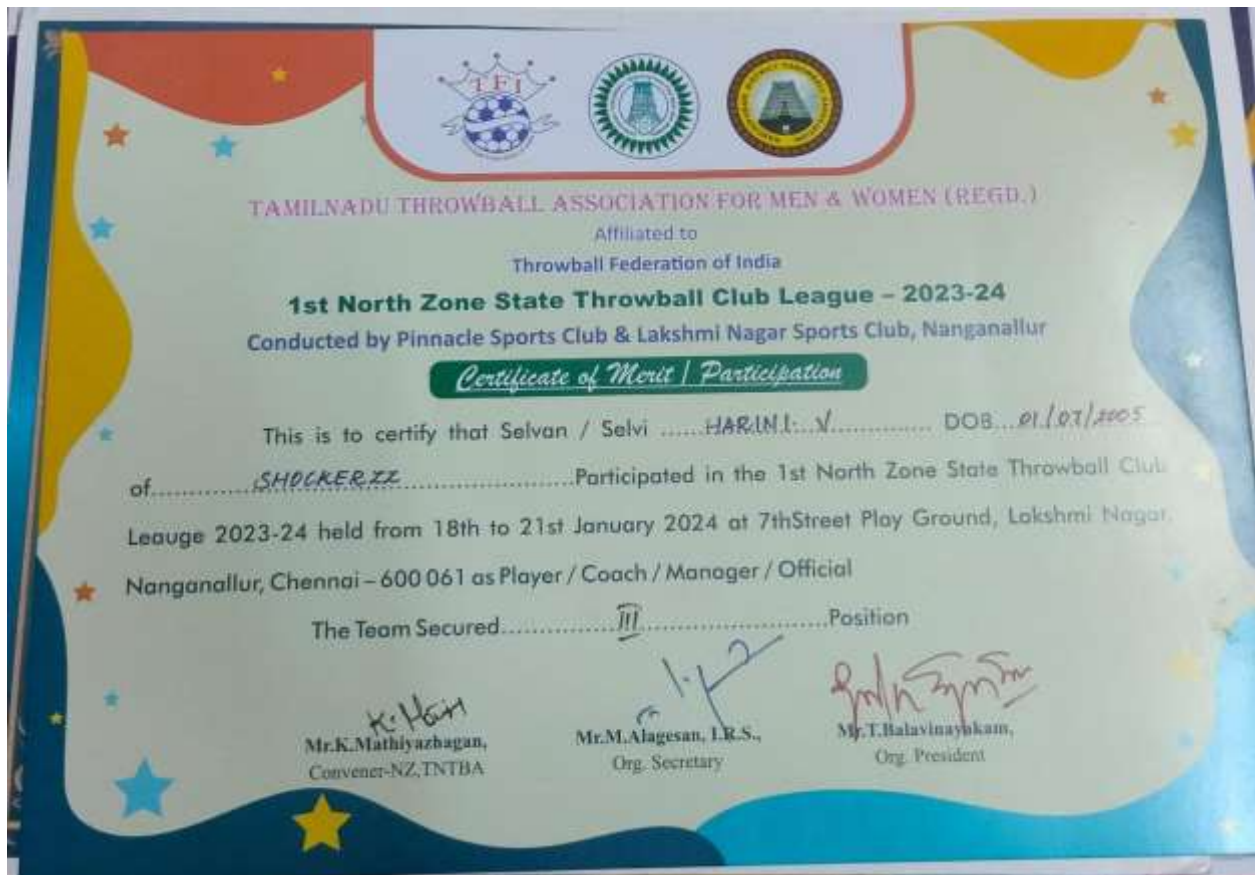 TFI
TAMILNADU THROWBALL ASSOCIATION FOR MEN & WOMEN (REGD.)
Affiliated to
Throwball Federation of India
1st North Zone State Throwball Club League – 2023-24
Conducted by Pinnacle Sports Club & Lakshmi Nagar Sports Club, Nanganallur
Certificate of Merit / Participation
This is to certify that Selvan / Selvi ......HARINI. V.............. DOB...01/07/2005
of..............SHOCKERZZ..........................Participated in the 1st North Zone State Throwball Club
Leauge 2023-24 held from 18th to 21st January 2024 at 7thStreet Play Ground, Lakshmi Nagar,
Nanganallur, Chennai – 600 061 as Player / Coach / Manager / Official
The Team Secured...............III........................Position
Mr.K.Mathiyazhagan, Mr.M.Alagesan, I.R.S., Mr.T.Balavinayakam,
Convener-NZ,TNTBA Org. Secretary Org. President